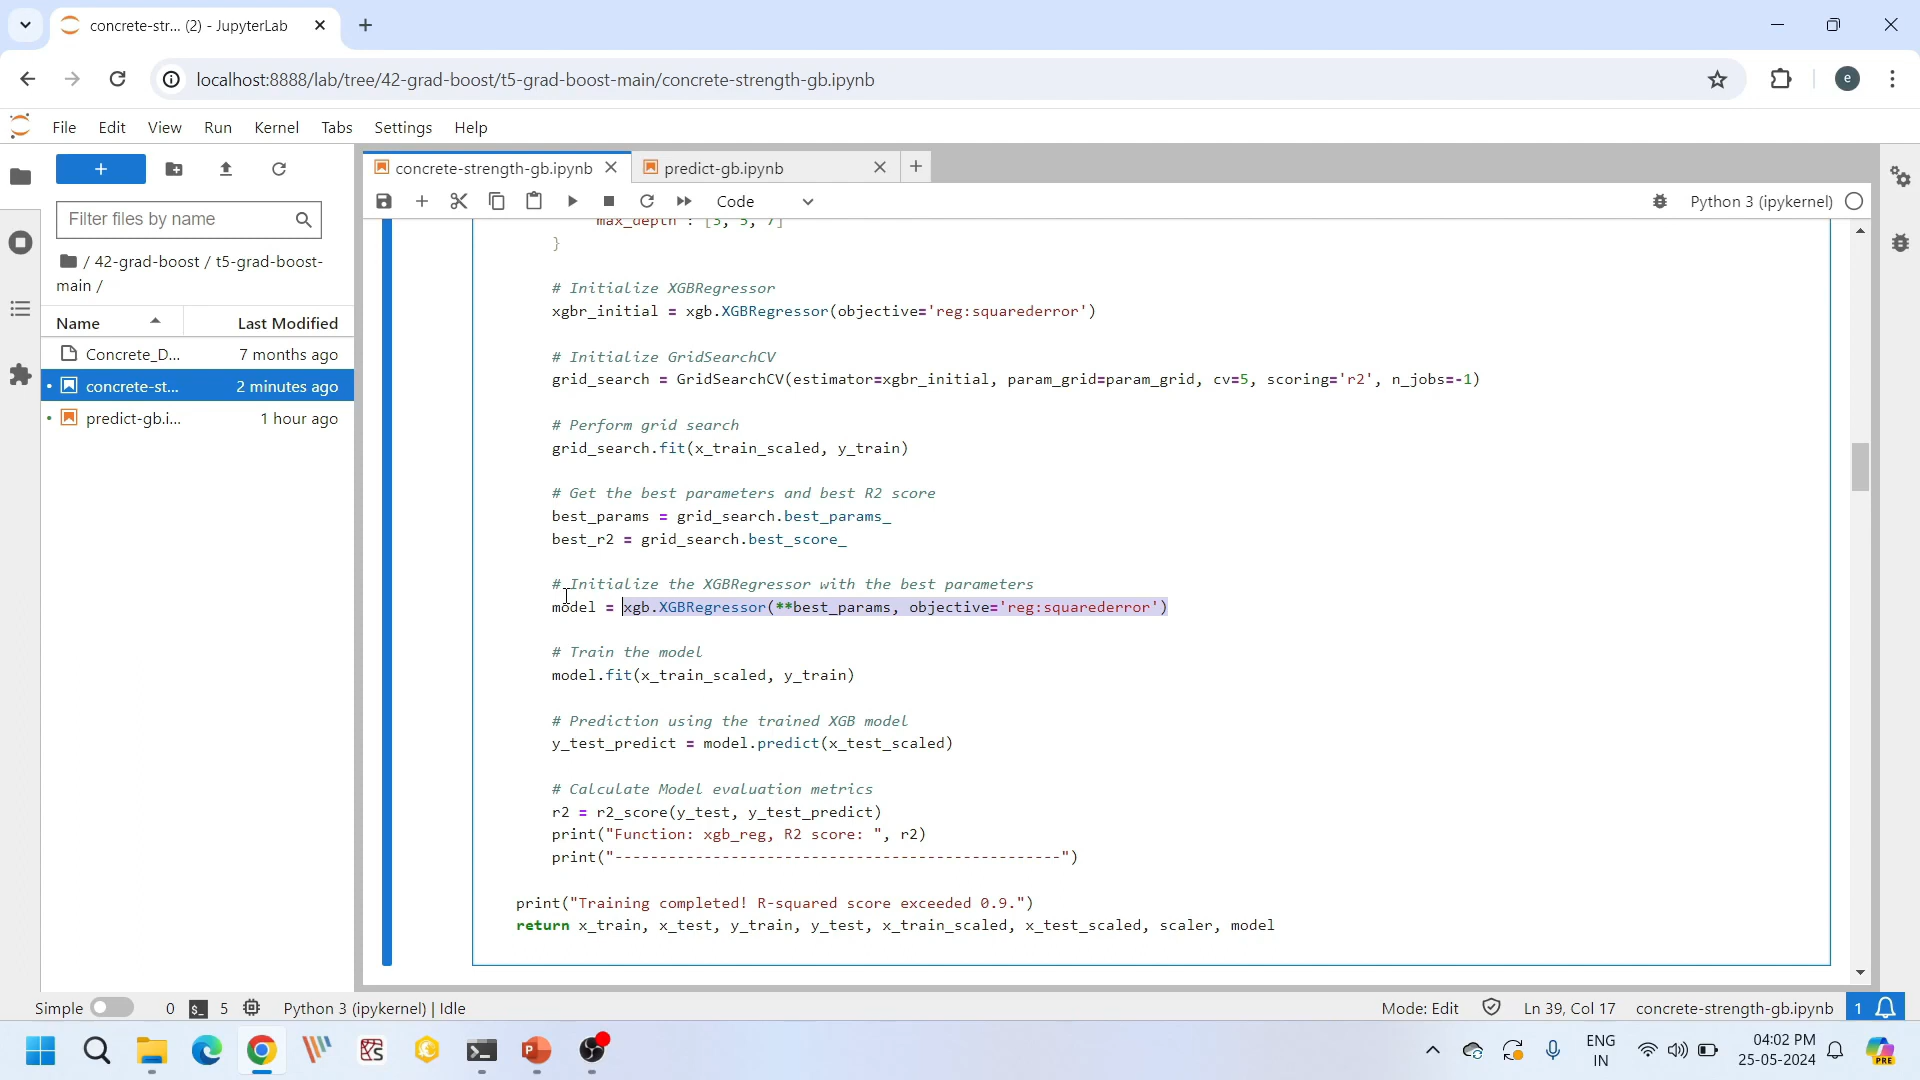 concrete-str... (2) - JupyterLab
localhost:8888/lab/tree/42-grad-boost/t5-grad-boost-main/concrete-strength-gb.ipynb
e
File Edit View Run Kernel Tabs Settings Help
Filter files by name
/ 42-grad-boost / t5-grad-boost-
main /
Name Last Modified
Concrete_D... 7 months ago
concrete-st... 2 minutes ago
predict-gb.i... 1 hour ago
concrete-strength-gb.ipynb predict-gb.ipynb
Code Python 3 (ipykernel)
'max_depth': [3, 5, 7]
}
# Initialize XGBRegressor
xgbr_initial = xgb.XGBRegressor(objective='reg:squarederror')
# Initialize GridSearchCV
grid_search = GridSearchCV(estimator=xgbr_initial, param_grid=param_grid, cv=5, scoring='r2', n_jobs=-1)
# Perform grid search
grid_search.fit(x_train_scaled, y_train)
# Get the best parameters and best R2 score
best_params = grid_search.best_params_
best_r2 = grid_search.best_score_
# Initialize the XGBRegressor with the best parameters
model = xgb.XGBRegressor(**best_params, objective='reg:squarederror')
# Train the model
model.fit(x_train_scaled, y_train)
# Prediction using the trained XGB model
y_test_predict = model.predict(x_test_scaled)
# Calculate Model evaluation metrics
r2 = r2_score(y_test, y_test_predict)
print("Function: xgb_reg, R2 score: ", r2)
print("--------------------------------------------------")
print("Training completed! R-squared score exceeded 0.9.")
return x_train, x_test, y_train, y_test, x_train_scaled, x_test_scaled, scaler, model
Simple 0 5 Python 3 (ipykernel) | Idle Mode: Edit Ln 39, Col 17 concrete-strength-gb.ipynb 1
ENG
IN
04:02 PM
25-05-2024
PRE